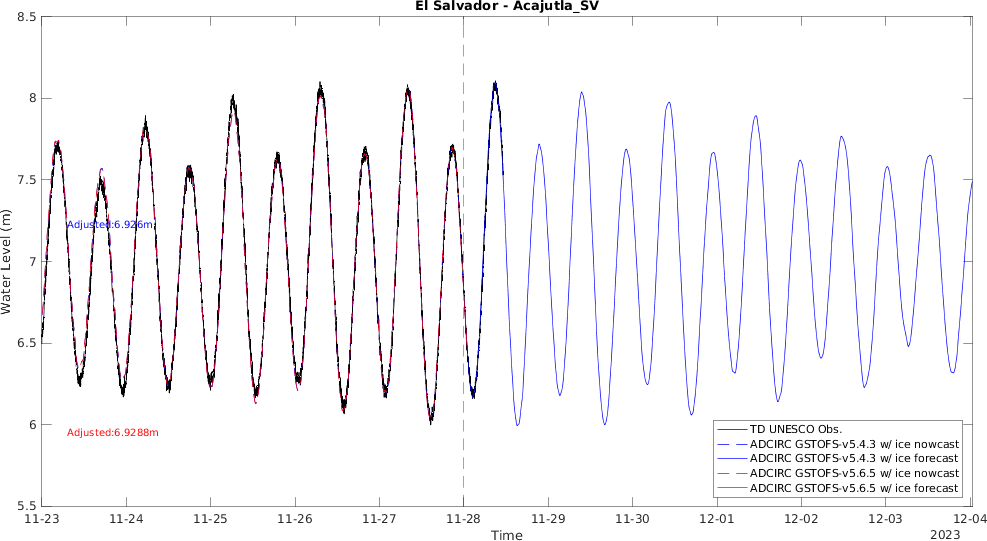 El Salvador - Acajutla_SV
8.5
8
7.5
7
6.5
6
5.5
Water Level (m)
Adjusted:6.926m
Adjusted:6.9288m
TD UNESCO Obs.
ADCIRC GSTOFS-v5.4.3 w/ ice nowcast
ADCIRC GSTOFS-v5.4.3 w/ ice forecast
ADCIRC GSTOFS-v5.6.5 w/ ice nowcast
ADCIRC GSTOFS-v5.6.5 w/ ice forecast
11-23 11-24 11-25 11-26 11-27 11-28 11-29 11-30 12-01 12-02 12-03 12-04
Time
2023